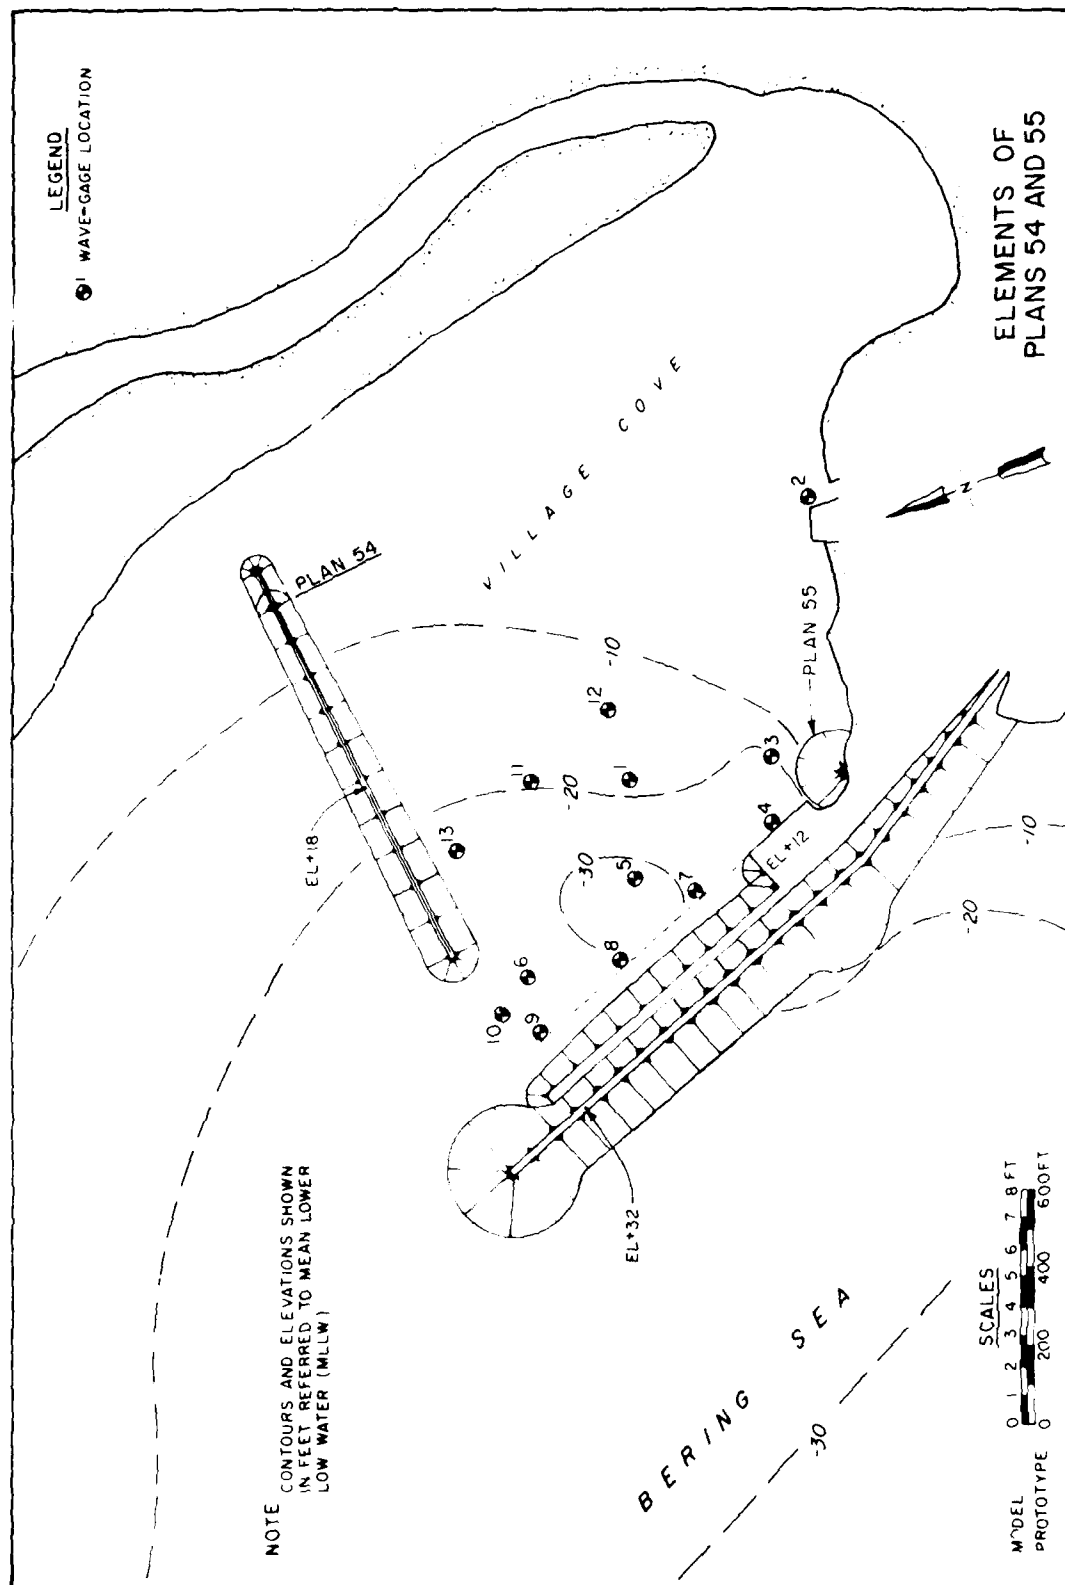 LEGEND
1 WAVE-GAGE LOCATION
NOTE CONTOURS AND ELEVATIONS SHOWN
IN FEET REFERRED TO MEAN LOWER
LOW WATER (MLLW)
PLAN 54
EL+18
VILLAGE COVE
-10
-20
-30
13
11
12
1
10
6
9
8
5
7
4
3
2
PLAN 55
EL+12
EL+32
-10
-20
BERING SEA
-30
N
SCALES
MODEL 0 1 2 3 4 5 6 7 8 FT
PROTOTYPE 0 200 400 600FT
ELEMENTS OF
PLANS 54 AND 55